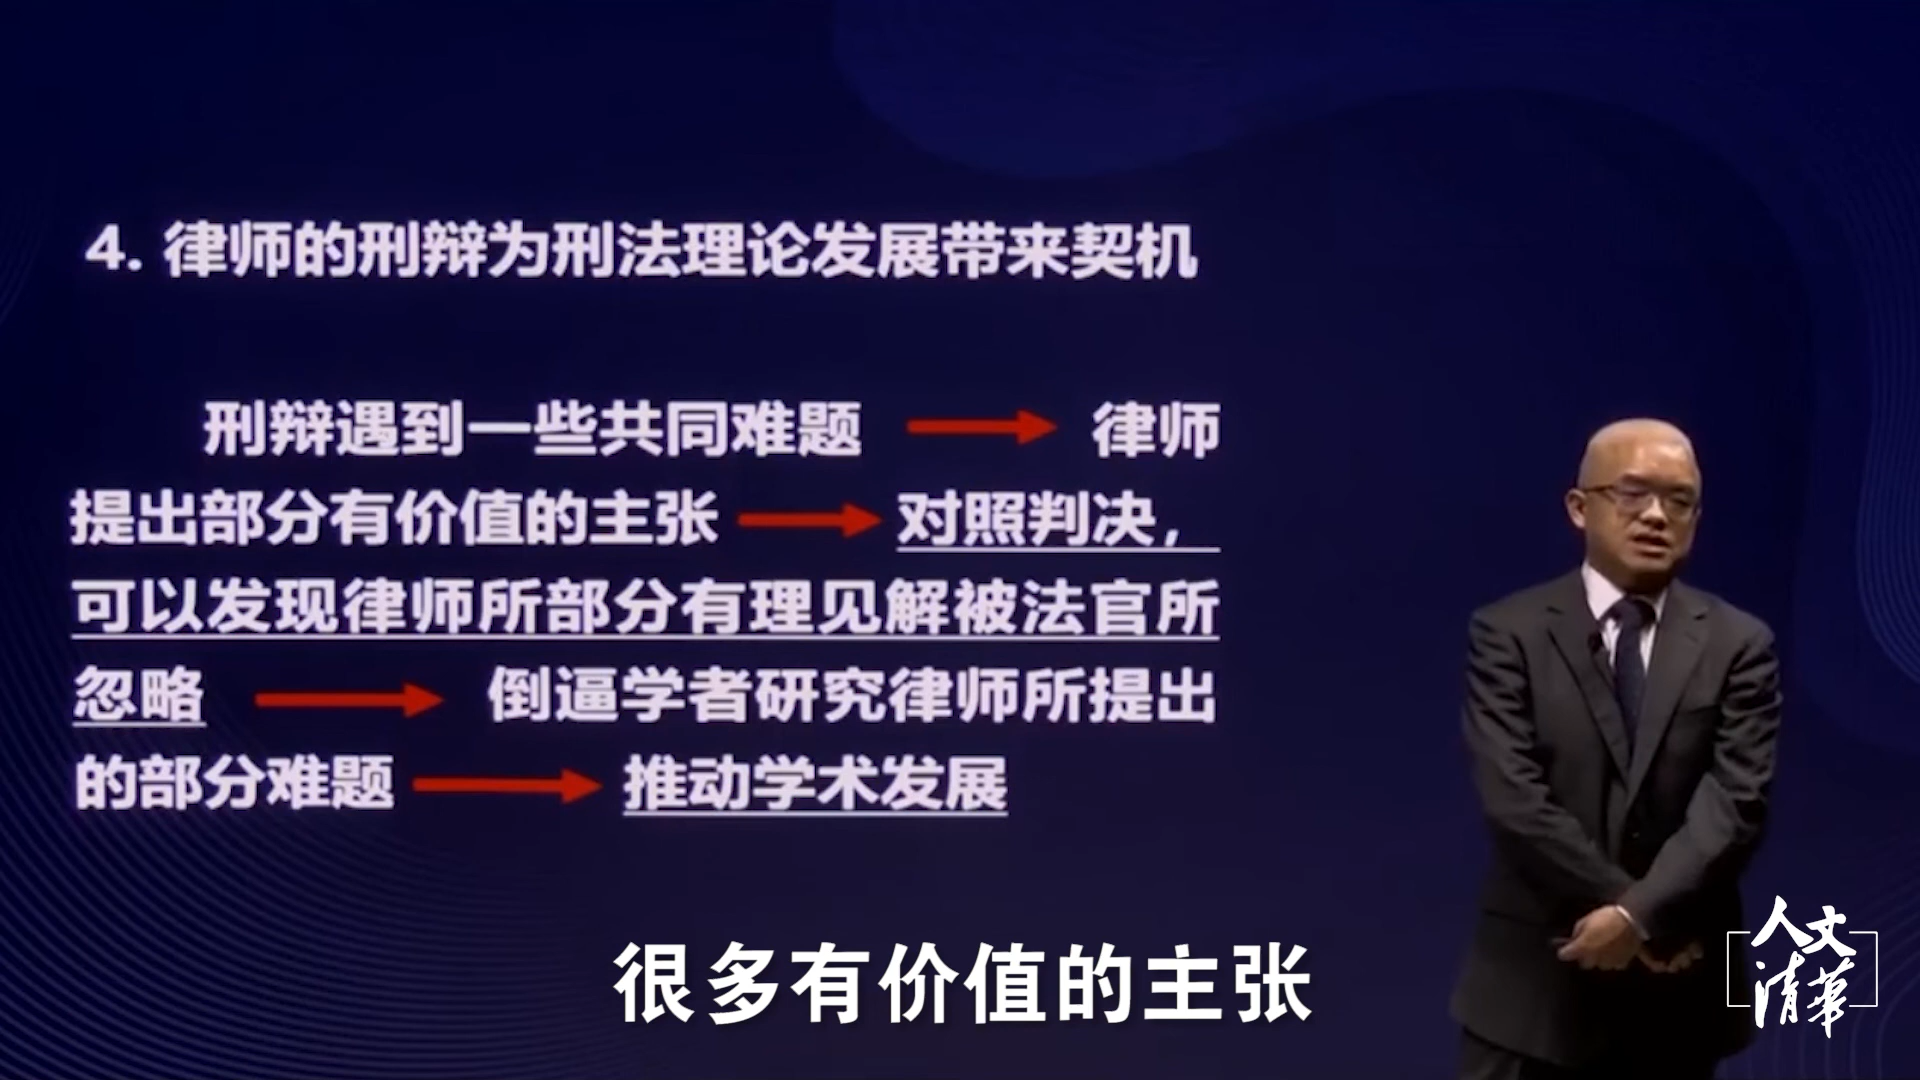 4. 律师的刑辩为刑法理论发展带来契机
刑辩遇到一些共同难题 → 律师
提出部分有价值的主张 → 对照判决，
可以发现律师所部分有理见解被法官所
忽略 → 倒逼学者研究律师所提出
的部分难题 → 推动学术发展
很多有价值的主张
人文
清華